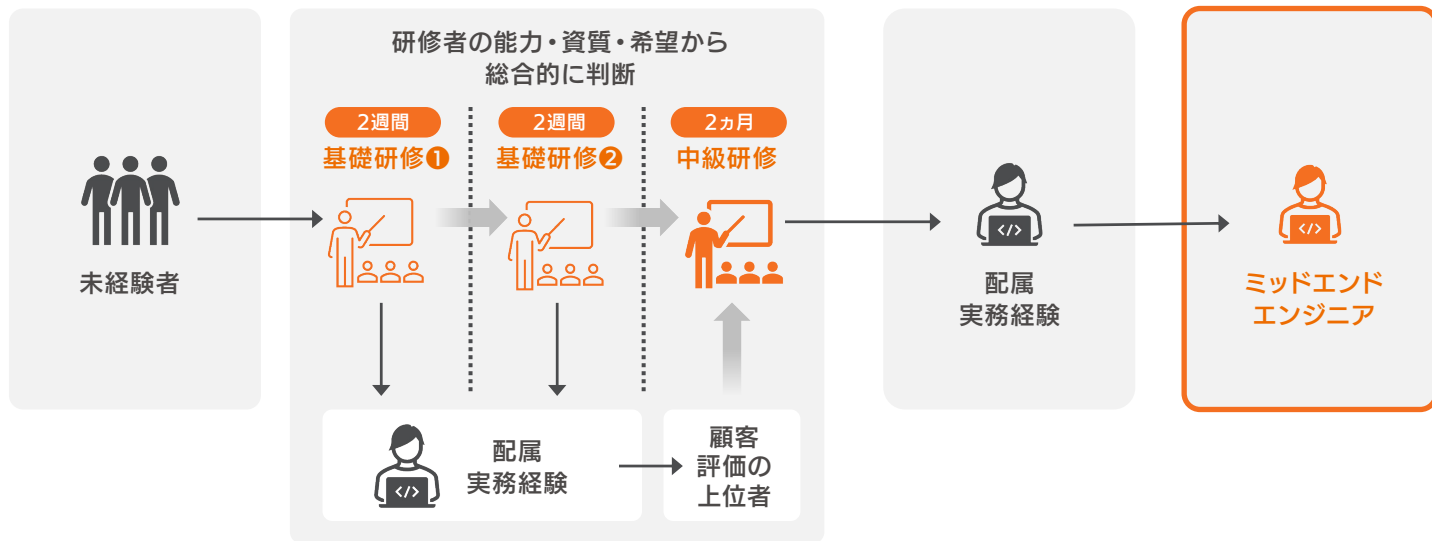 研修者の能力・資質・希望から
総合的に判断
2週間
基礎研修❶
2週間
基礎研修❷
2ヵ月
中級研修
未経験者
</>
配属
実務経験
顧客
評価の
上位者
</>
配属
実務経験
</>
ミッドエンド
エンジニア